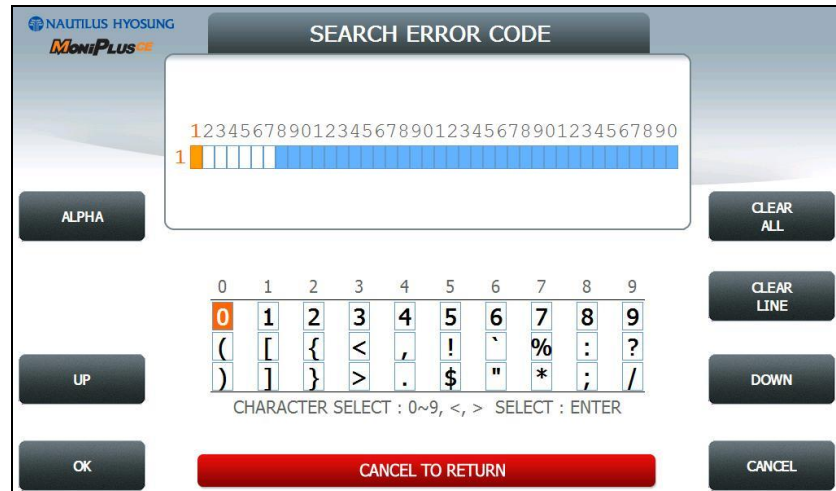 NAUTILUS HYOSUNG
MONIPLUSCE
SEARCH ERROR CODE
1234567890123456789012345678901234567890
1
ALPHA
CLEAR
ALL
0 1 2 3 4 5 6 7 8 9
0 1 2 3 4 5 6 7 8 9
( [ { < , ! ` % : ?
) ] } > . $ " * ; /
CLEAR
LINE
UP
DOWN
CHARACTER SELECT : 0~9, <, > SELECT : ENTER
OK
CANCEL TO RETURN
CANCEL